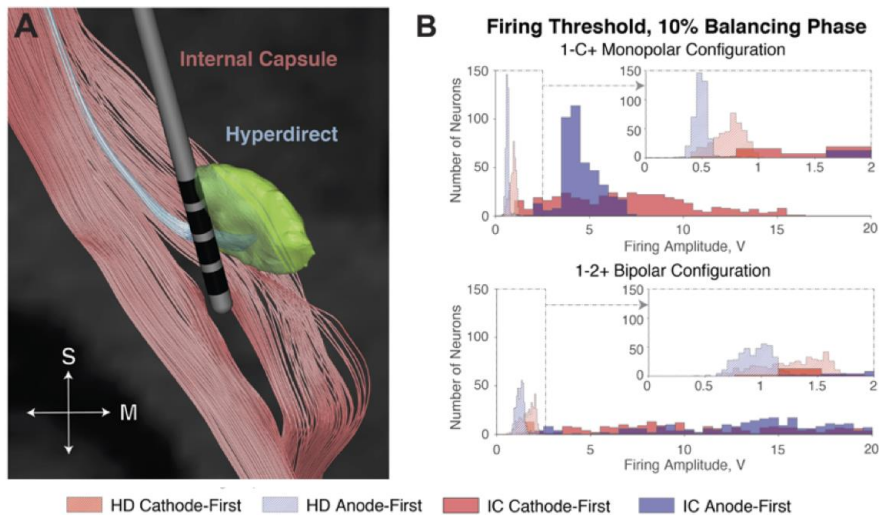 A
Internal Capsule
Hyperdirect
S
M
B
Firing Threshold, 10% Balancing Phase
1-C+ Monopolar Configuration
Number of Neurons
150
100
50
0
150
100
50
0
0
0.5
1
1.5
2
0
5
10
15
20
Firing Amplitude, V
1-2+ Bipolar Configuration
Number of Neurons
150
100
50
0
150
100
50
0
0
0.5
1
1.5
2
0
5
10
15
20
Firing Amplitude, V
HD Cathode-First
HD Anode-First
IC Cathode-First
IC Anode-First